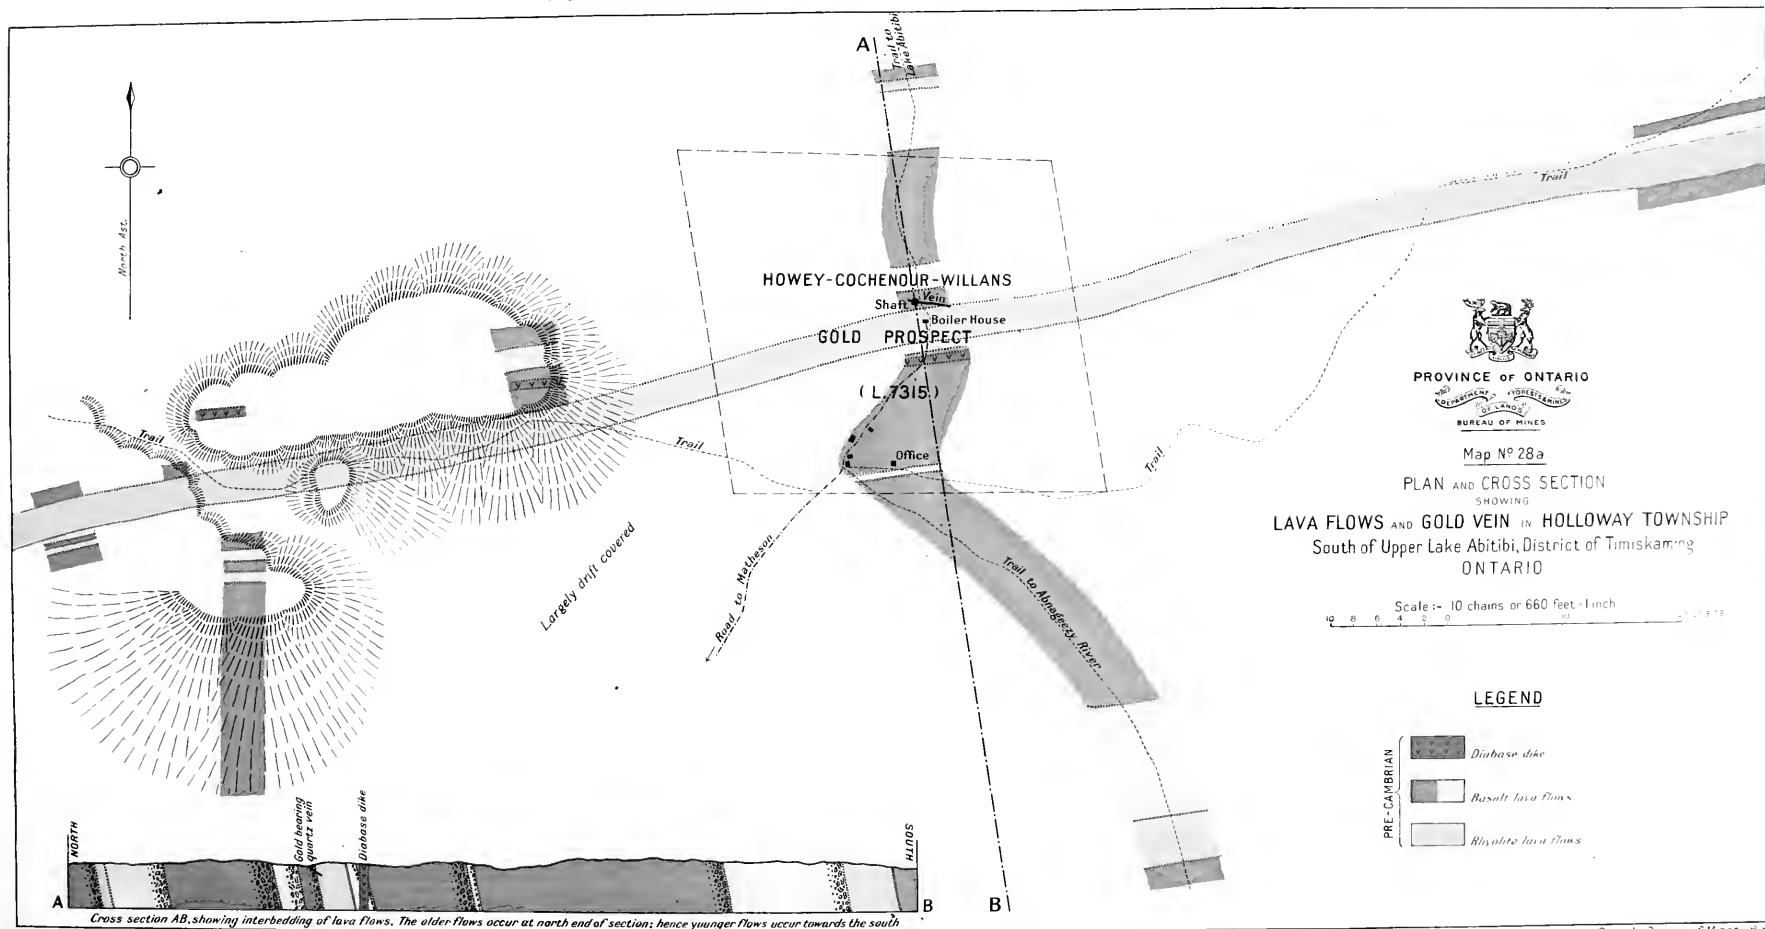 A
Trail to
Lake Abitibi
North Ast.
Trail
HOWEY-COCHENOUR-WILLANS
Shaft
Vein
Boiler House
GOLD PROSPECT
(L.7315.)
Trail
Trail
Office
Trail
Largely drift covered
Road to Matheson
Trail to Abnageezy River
B
PROVINCE OF ONTARIO
DEPARTMENT
OF LANDS
FORESTS & MINES
BUREAU OF MINES
Map Nº 28a
PLAN AND CROSS SECTION
SHOWING
LAVA FLOWS AND GOLD VEIN IN HOLLOWAY TOWNSHIP
South of Upper Lake Abitibi, District of Timiskaming
ONTARIO
Scale:- 10 chains or 660 feet=1 inch
10 8 6 4 2 0 10
LEGEND
PRE-CAMBRIAN
Diabase dike
Basalt lava flows
Rhyolite lava flows
NORTH
Gold bearing
quartz vein
Diabase dike
SOUTH
A
B
Cross section AB, showing interbedding of lava flows. The older flows occur at north end of section; hence younger flows occur towards the south